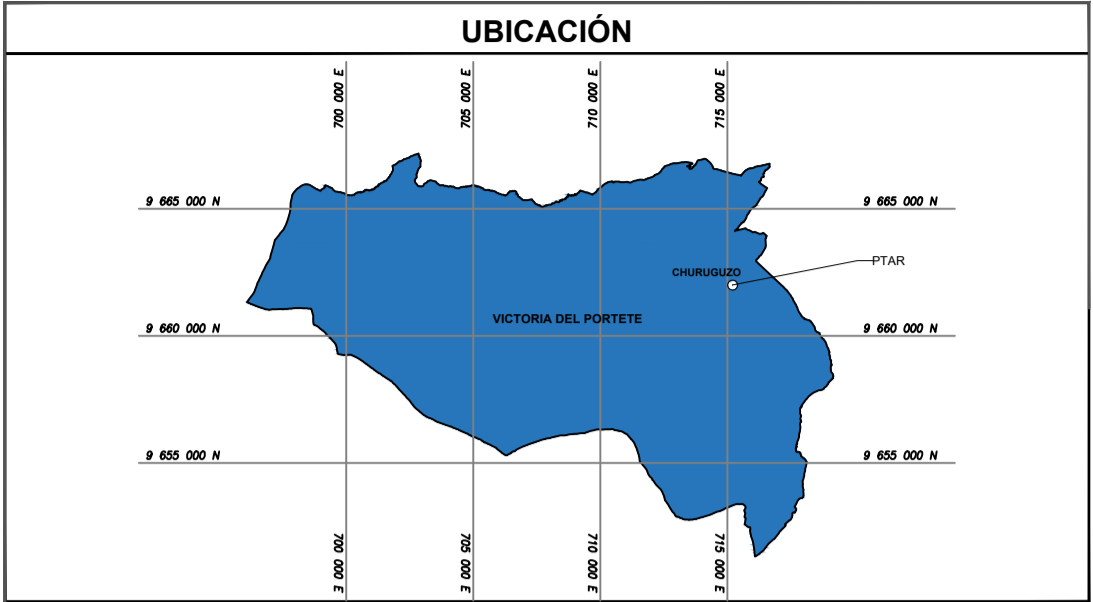 UBICACIÓN
700 000 E
705 000 E
710 000 E
715 000 E
9 665 000 N
9 665 000 N
CHURUGUZO
PTAR
VICTORIA DEL PORTETE
9 660 000 N
9 660 000 N
9 655 000 N
9 655 000 N
700 000 E
705 000 E
710 000 E
715 000 E